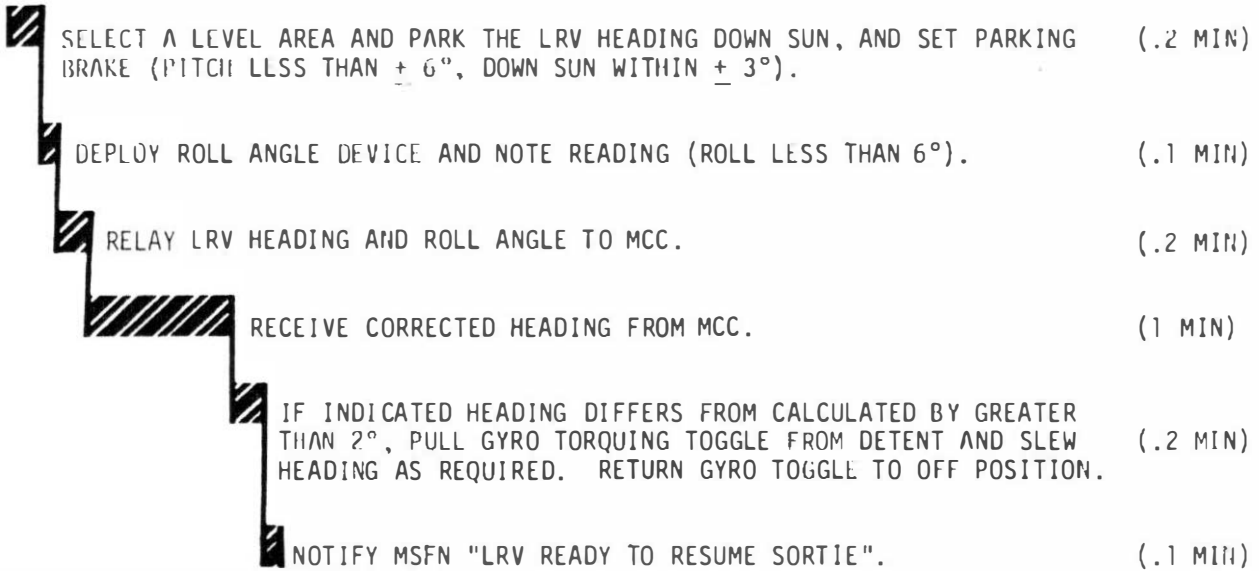 SELECT A LEVEL AREA AND PARK THE LRV HEADING DOWN SUN, AND SET PARKING (.2 MIN)
BRAKE (PITCH LESS THAN ± 6°, DOWN SUN WITHIN ± 3°).
DEPLOY ROLL ANGLE DEVICE AND NOTE READING (ROLL LESS THAN 6°). (.1 MIN)
RELAY LRV HEADING AND ROLL ANGLE TO MCC. (.2 MIN)
RECEIVE CORRECTED HEADING FROM MCC. (1 MIN)
IF INDICATED HEADING DIFFERS FROM CALCULATED BY GREATER
THAN 2°, PULL GYRO TORQUING TOGGLE FROM DETENT AND SLEW (.2 MIN)
HEADING AS REQUIRED. RETURN GYRO TOGGLE TO OFF POSITION.
NOTIFY MSFN "LRV READY TO RESUME SORTIE". (.1 MIN)